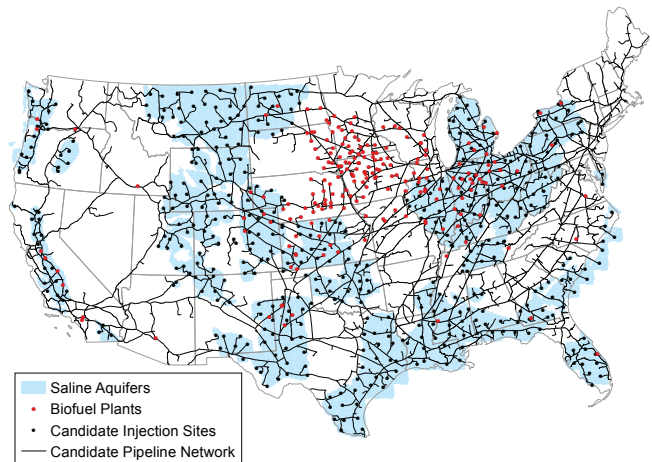 Saline Aquifers
Biofuel Plants
Candidate Injection Sites
Candidate Pipeline Network